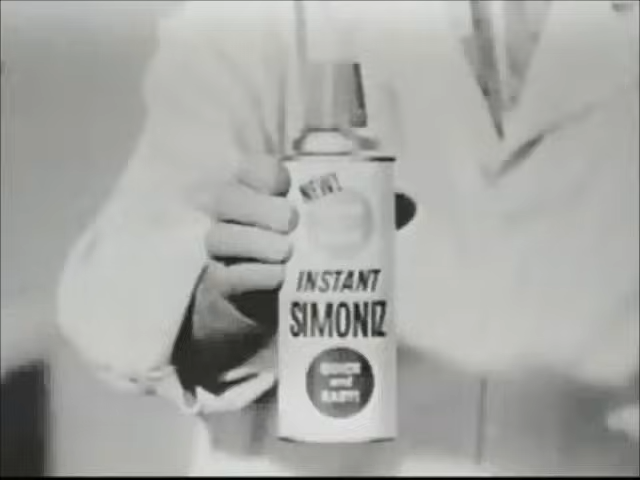 NEW!
INSTANT
SIMONIZ
QUICK
and
EASY!